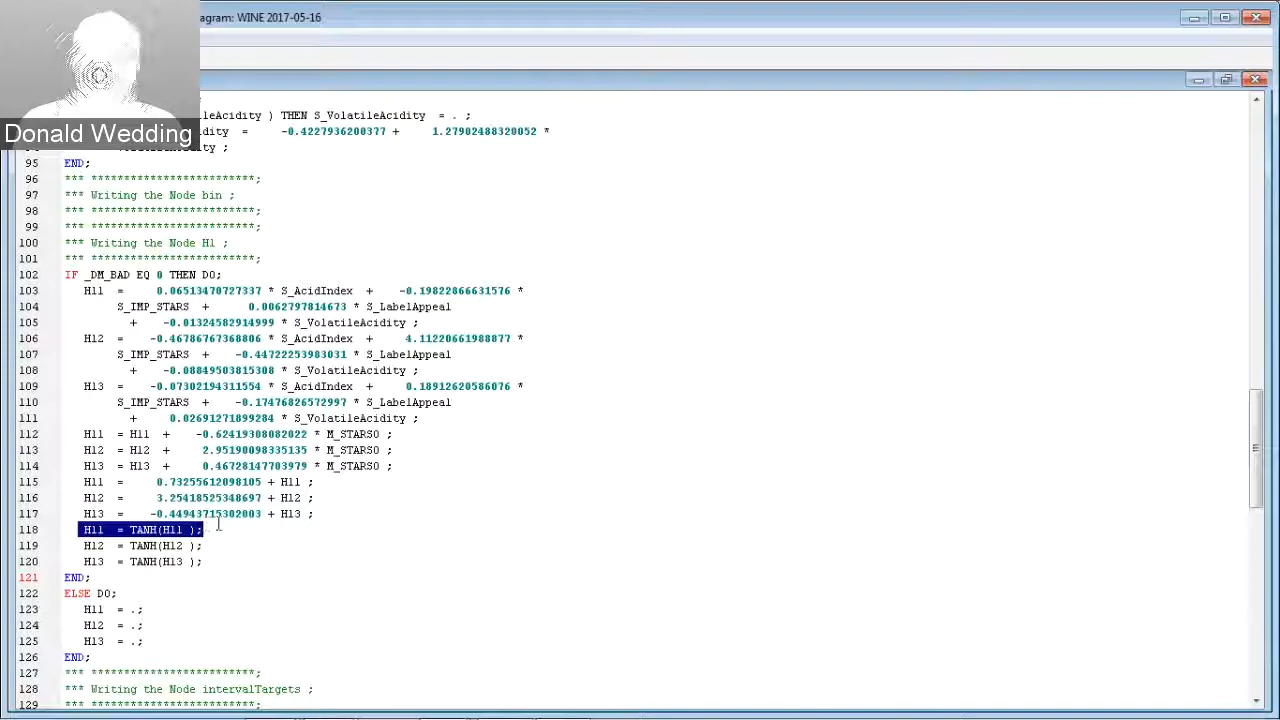 agram: WINE 2017-05-16
Donald Wedding
ileAcidity ) THEN S_VolatileAcidity = . ;
idity = -0.4227936200377 + 1.27902488320052 *
;
95 END;
96 *** *************************;
97 *** Writing the Node bin ;
98 *** *************************;
99 *** *************************;
100 *** Writing the Node H1 ;
101 *** *************************;
102 IF _DM_BAD EQ 0 THEN DO;
103 H11 = 0.06513470727337 * S_AcidIndex + -0.19822866631576 *
104 S_IMP_STARS + 0.0062797814673 * S_LabelAppeal
105 + -0.01324582914999 * S_VolatileAcidity ;
106 H12 = -0.46786767368806 * S_AcidIndex + 4.11220661988877 *
107 S_IMP_STARS + -0.44722253983031 * S_LabelAppeal
108 + -0.08849503815308 * S_VolatileAcidity ;
109 H13 = -0.07302194311554 * S_AcidIndex + 0.18912620586076 *
110 S_IMP_STARS + -0.17476826572997 * S_LabelAppeal
111 + 0.02691271899284 * S_VolatileAcidity ;
112 H11 = H11 + -0.62419308082022 * M_STARS0 ;
113 H12 = H12 + 2.95190098335135 * M_STARS0 ;
114 H13 = H13 + 0.46728147703979 * M_STARS0 ;
115 H11 = 0.73255612098105 + H11 ;
116 H12 = 3.25418525348697 + H12 ;
117 H13 = -0.44943715302003 + H13 ;
118 H11 = TANH(H11 );
119 H12 = TANH(H12 );
120 H13 = TANH(H13 );
121 END;
122 ELSE DO;
123 H11 = .;
124 H12 = .;
125 H13 = .;
126 END;
127 *** *************************;
128 *** Writing the Node intervalTargets ;
129 *** *************************;